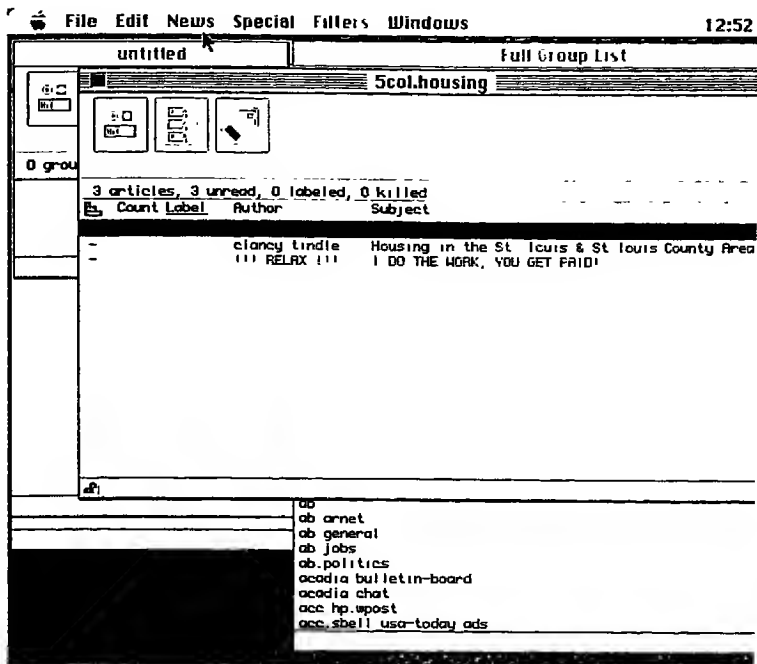 File Edit News Special Filters Windows 12:52
untitled
Full Group List
5col.housing
0 grou
3 articles, 3 unread, 0 labeled, 0 killed
Count Label Author Subject
- clancy tindle Housing in the St Icuis & St louis County Area
- !!! RELAX !!! I DO THE WORK, YOU GET PAID!
ab
ab arnet
ab general
ab jobs
ab.politics
acadia bulletin-board
acadia chat
acc hp.wpost
acc.sbell usa-today ads